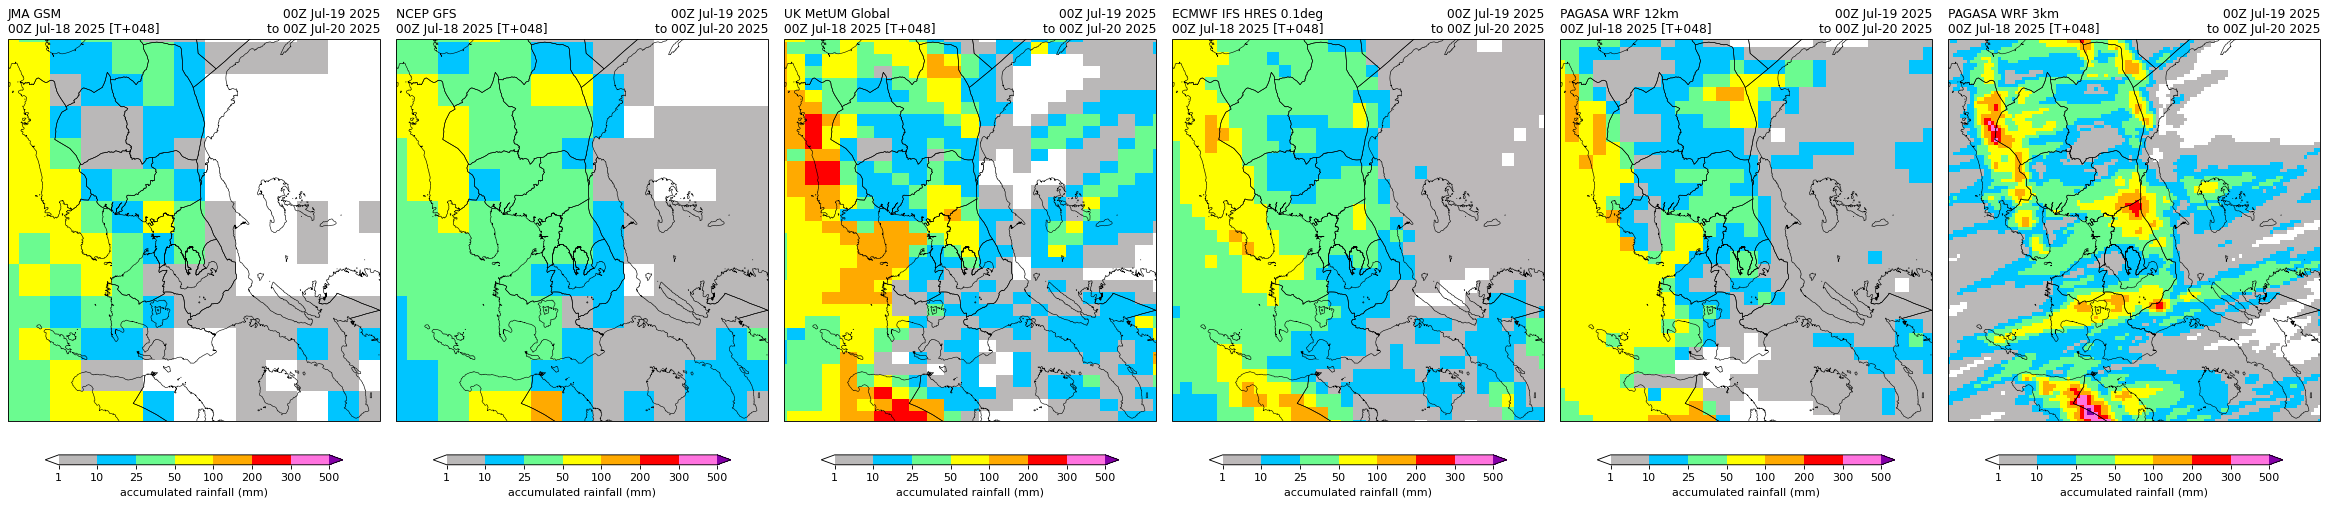 JMA GSM 00Z Jul-19 2025
00Z Jul-18 2025 [T+048] to 00Z Jul-20 2025
NCEP GFS 00Z Jul-19 2025
00Z Jul-18 2025 [T+048] to 00Z Jul-20 2025
UK MetUM Global 00Z Jul-19 2025
00Z Jul-18 2025 [T+048] to 00Z Jul-20 2025
ECMWF IFS HRES 0.1deg 00Z Jul-19 2025
00Z Jul-18 2025 [T+048] to 00Z Jul-20 2025
PAGASA WRF 12km 00Z Jul-19 2025
00Z Jul-18 2025 [T+048] to 00Z Jul-20 2025
PAGASA WRF 3km 00Z Jul-19 2025
00Z Jul-18 2025 [T+048] to 00Z Jul-20 2025
1 10 25 50 100 200 300 500
accumulated rainfall (mm)
1 10 25 50 100 200 300 500
accumulated rainfall (mm)
1 10 25 50 100 200 300 500
accumulated rainfall (mm)
1 10 25 50 100 200 300 500
accumulated rainfall (mm)
1 10 25 50 100 200 300 500
accumulated rainfall (mm)
1 10 25 50 100 200 300 500
accumulated rainfall (mm)